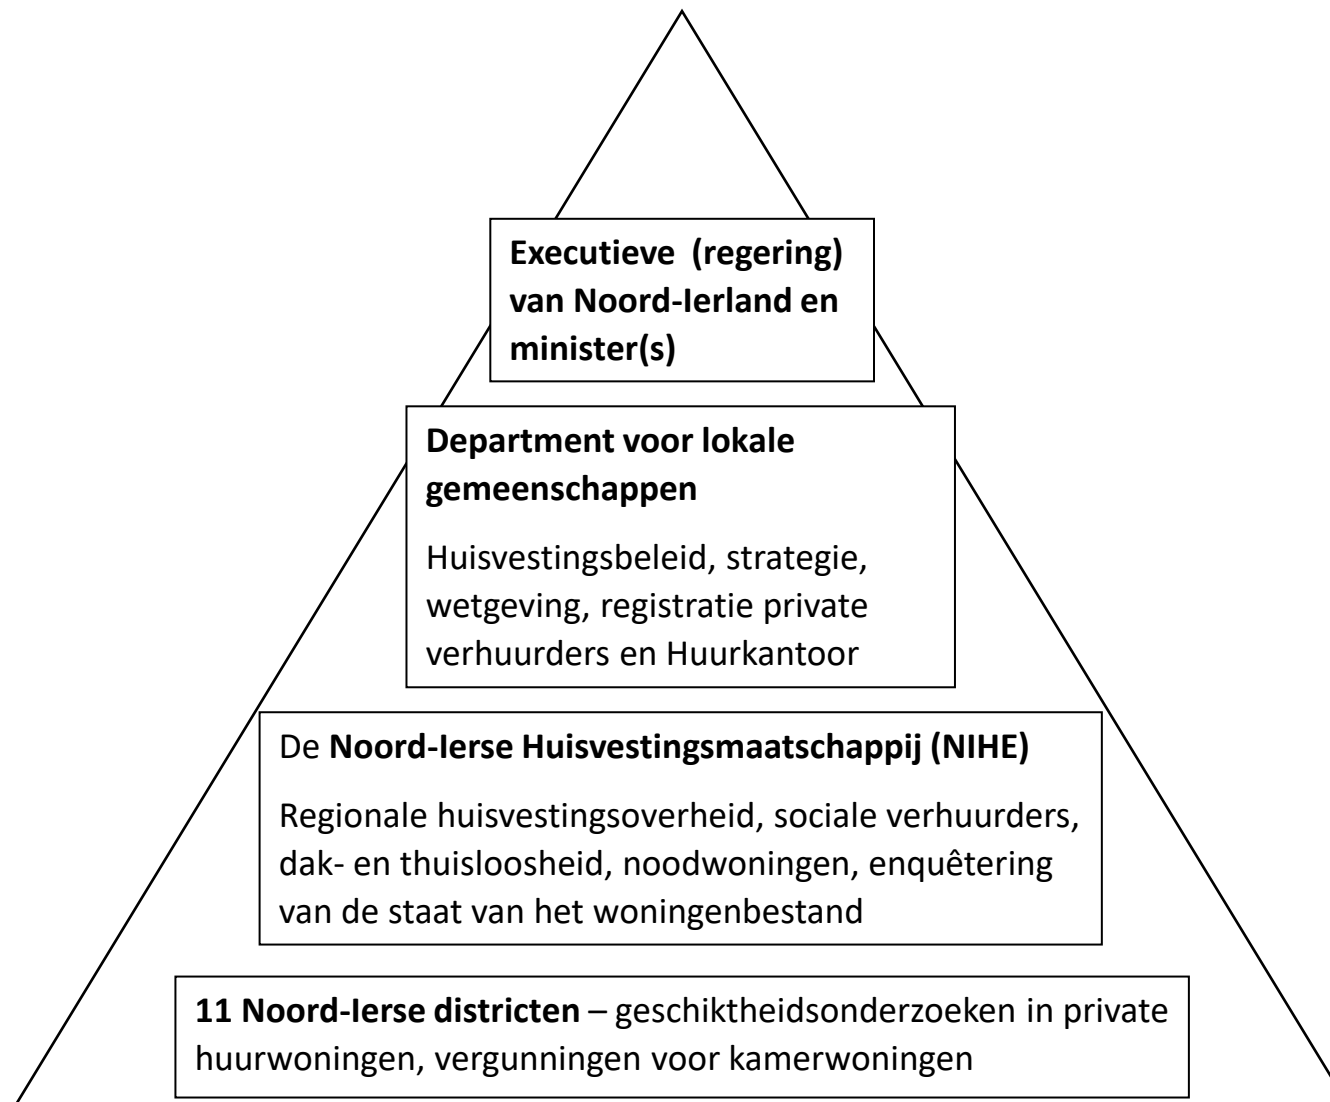 Executieve  (regering)
van Noord-Ierland en
minister(s)
Department voor lokale
gemeenschappen
Huisvestingsbeleid, strategie,
wetgeving, registratie private
verhuurders en Huurkantoor
De Noord-Ierse Huisvestingsmaatschappij (NIHE)
Regionale huisvestingsoverheid, sociale verhuurders,
dak- en thuisloosheid, noodwoningen, enquêtering
van de staat van het woningenbestand
11 Noord-Ierse districten – geschiktheidsonderzoeken in private
huurwoningen, vergunningen voor kamerwoningen